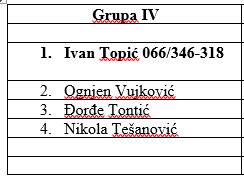 Grupa IV
1. Ivan Topić 066/346-318
2. Ognjen Vujković
3. Đorđe Tontić
4. Nikola Tešanović